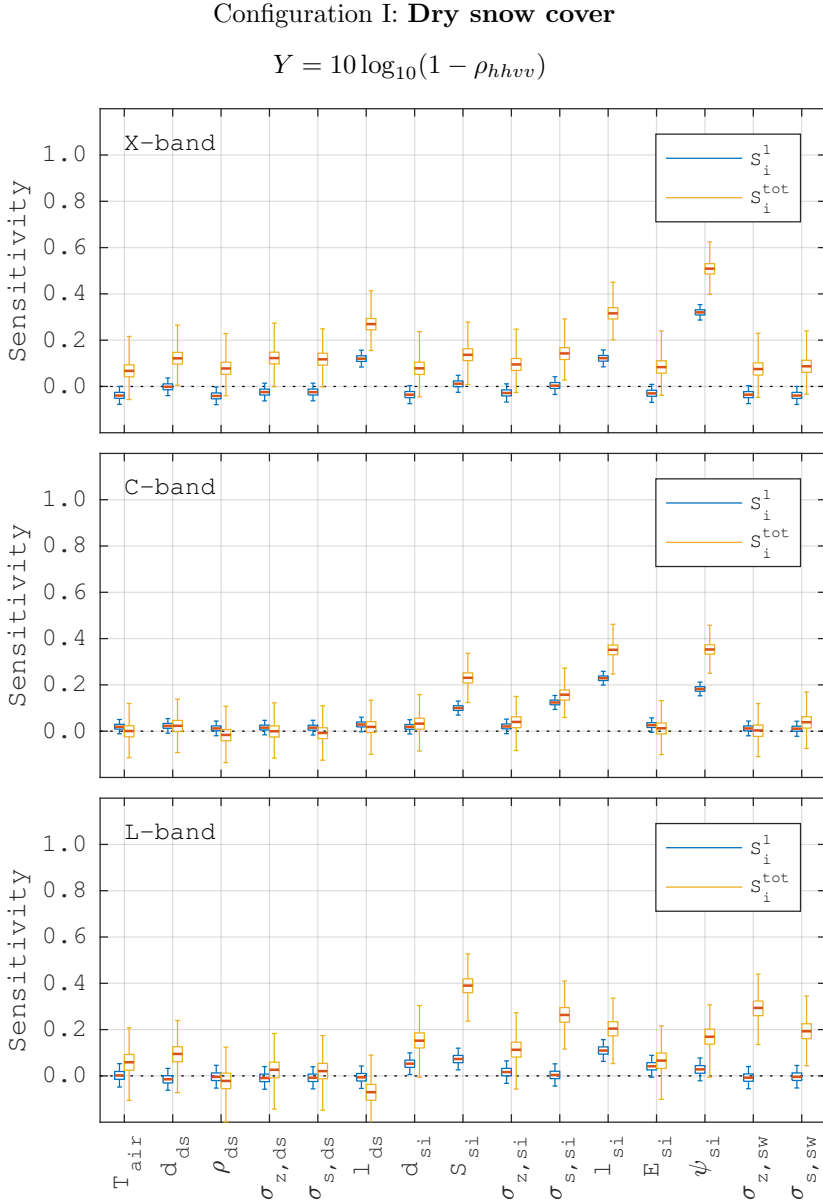 Configuration I: Dry snow cover
Y = 10 log₁₀(1 − ρₕₕᵥᵥ)
X-band
S_i^1
S_i^tot
Sensitivity
1.0
0.8
0.6
0.4
0.2
0.0
C-band
S_i^1
S_i^tot
Sensitivity
1.0
0.8
0.6
0.4
0.2
0.0
L-band
S_i^1
S_i^tot
Sensitivity
1.0
0.8
0.6
0.4
0.2
0.0
T_air
d_ds
ρ_ds
σ_z,ds
σ_s,ds
l_ds
d_si
S_si
σ_z,si
σ_s,si
l_si
E_si
ψ_si
σ_z,sw
σ_s,sw